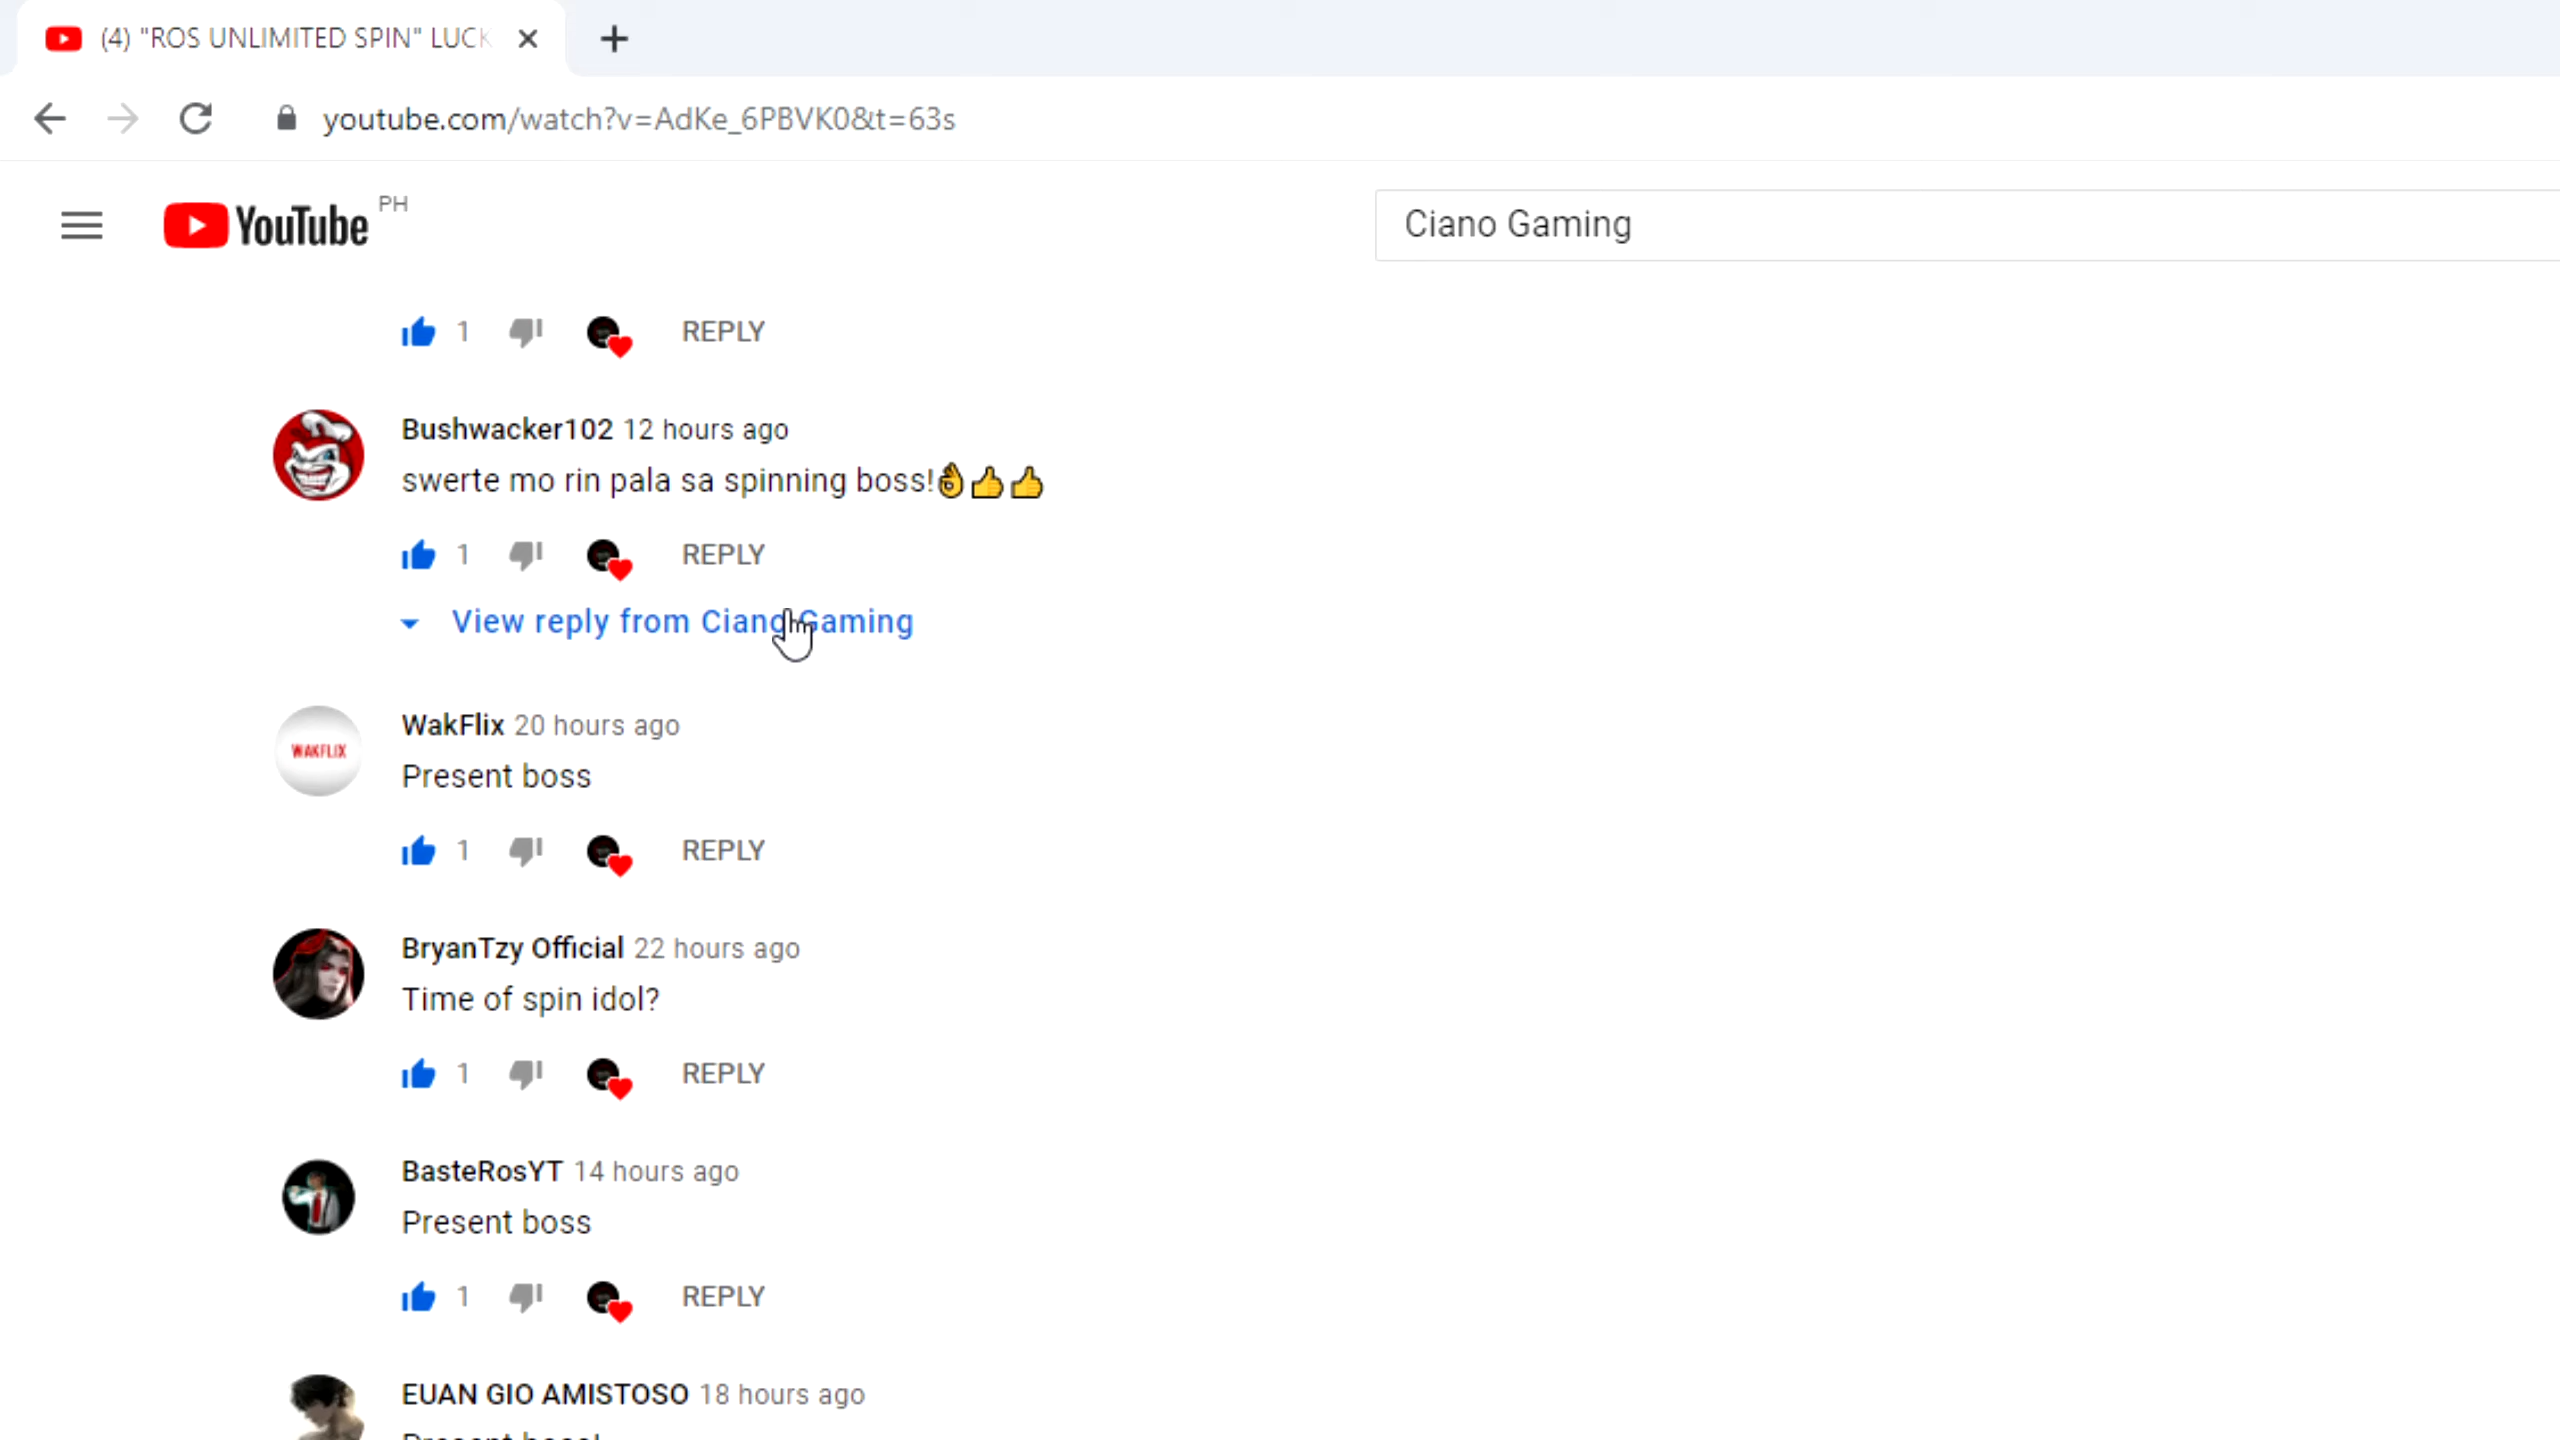 (4) "ROS UNLIMITED SPIN" LUCK
youtube.com/watch?v=AdKe_6PBVK0&t=63s
YouTube PH
Ciano Gaming
1 REPLY
Bushwacker102 12 hours ago
swerte mo rin pala sa spinning boss!👌👍👍
1 REPLY
View reply from Ciano Gaming
WAKFLIX
WakFlix 20 hours ago
Present boss
1 REPLY
BryanTzy Official 22 hours ago
Time of spin idol?
1 REPLY
BasteRosYT 14 hours ago
Present boss
1 REPLY
EUAN GIO AMISTOSO 18 hours ago